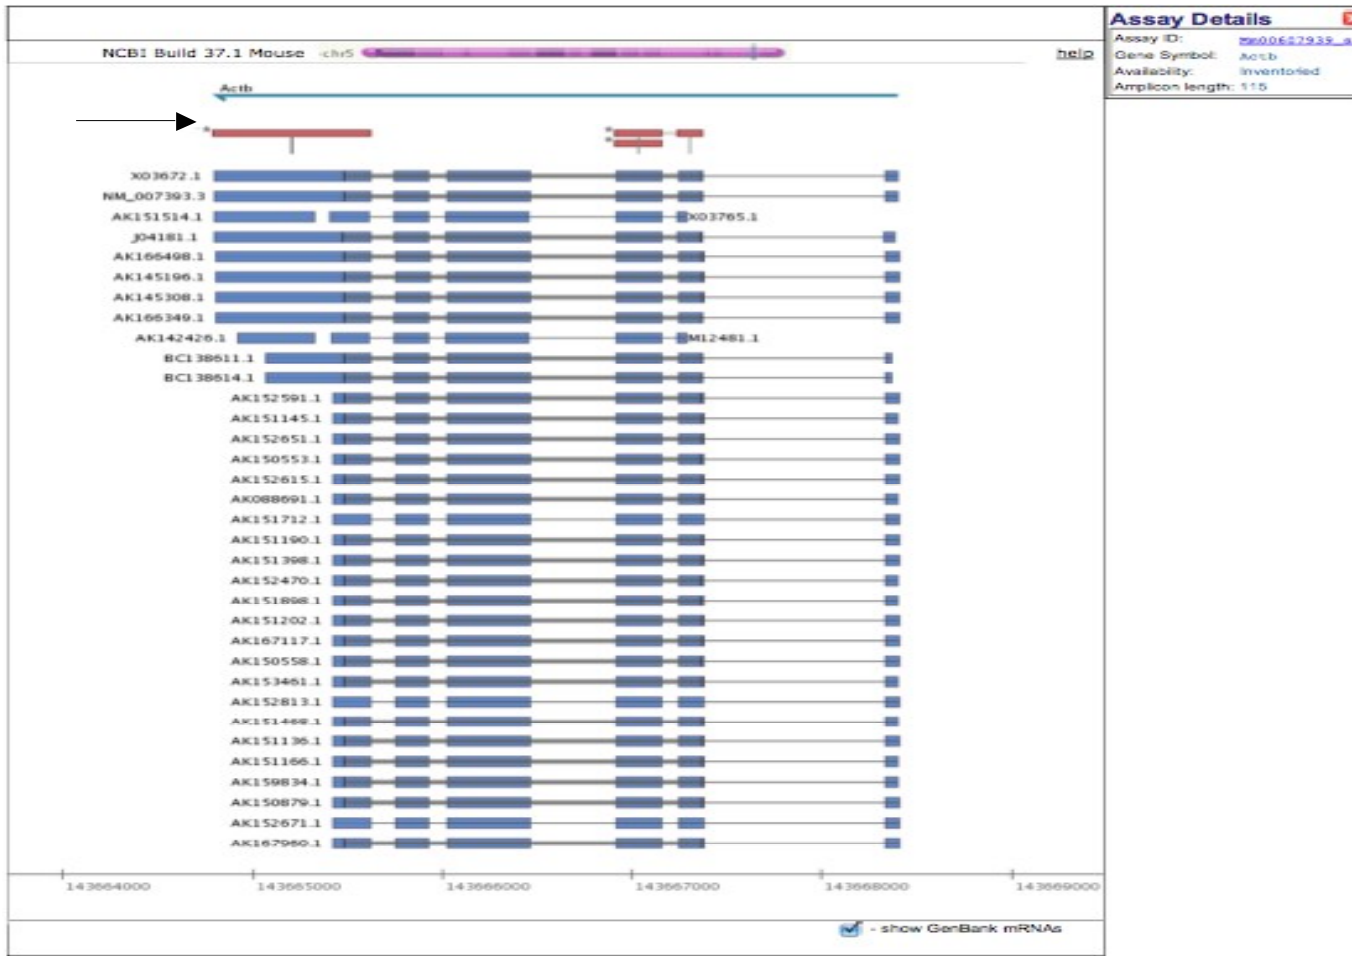 Assay Details
Assay ID:
Gene Symbol: Actb
Availability: Inventoried
Amplicon length: 115
NCBI Build 37.1 Mouse chr5
help
Actb
X03672.1
NM_007393.3
AK151514.1 X03765.1
J04181.1
AK166498.1
AK145196.1
AK145308.1
AK166349.1
AK142426.1 M12481.1
BC138611.1
BC138614.1
AK152591.1
AK151145.1
AK152651.1
AK150553.1
AK152615.1
AK088691.1
AK151712.1
AK151190.1
AK151398.1
AK152470.1
AK151898.1
AK151202.1
AK167117.1
AK150558.1
AK153461.1
AK152813.1
AK151468.1
AK151136.1
AK151166.1
AK159834.1
AK150879.1
AK152671.1
AK167960.1
143664000 143665000 143666000 143667000 143668000 143669000
- show GenBank mRNAs